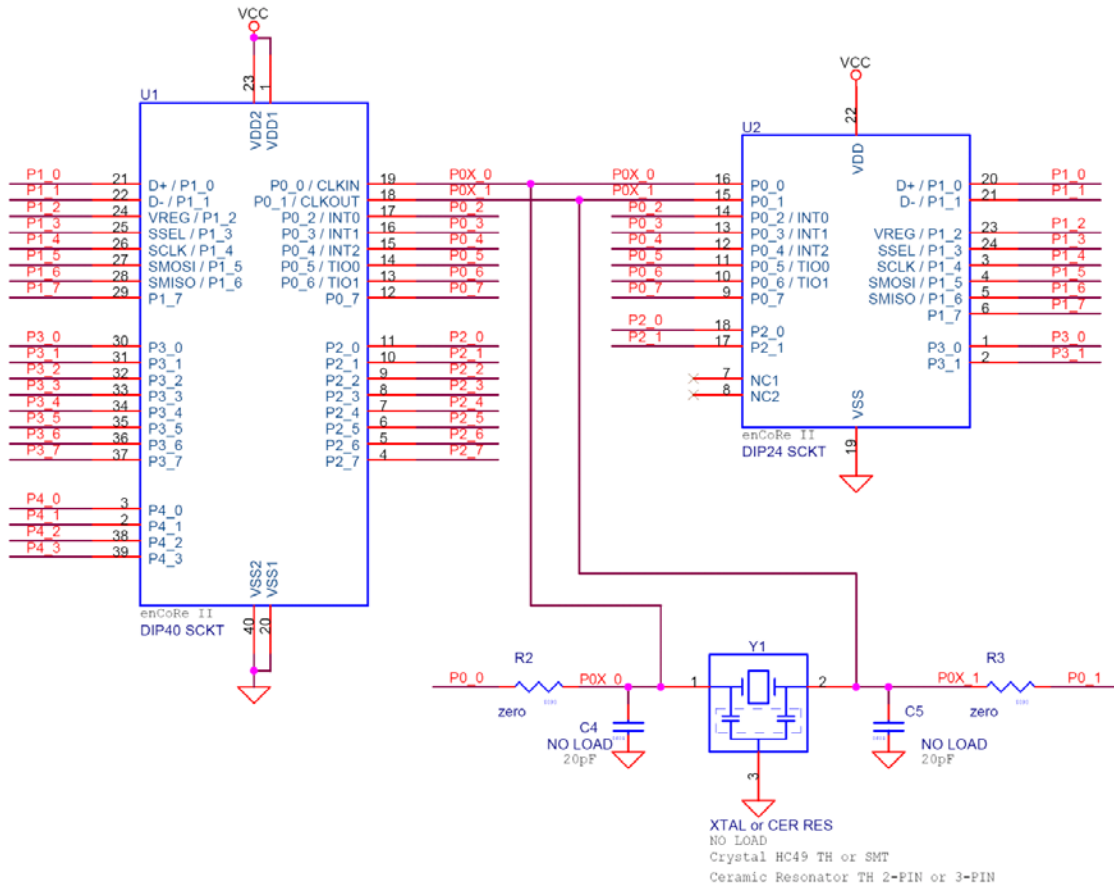 VCC
23
1
U1
VDD2
VDD1
P1_0 21 D+ / P1_0 P0_0 / CLKIN 19 P0X_0
P1_1 22 D- / P1_1 P0_1 / CLKOUT 18 P0X_1
P1_2 24 VREG / P1_2 P0_2 / INT0 17 P0_2
P1_3 25 SSEL / P1_3 P0_3 / INT1 16 P0_3
P1_4 26 SCLK / P1_4 P0_4 / INT2 15 P0_4
P1_5 27 SMOSI / P1_5 P0_5 / TIO0 14 P0_5
P1_6 28 SMISO / P1_6 P0_6 / TIO1 13 P0_6
P1_7 29 P1_7 P0_7 12 P0_7
P3_0 30 P3_0 P2_0 11 P2_0
P3_1 31 P3_1 P2_1 10 P2_1
P3_2 32 P3_2 P2_2 9 P2_2
P3_3 33 P3_3 P2_3 8 P2_3
P3_4 34 P3_4 P2_4 7 P2_4
P3_5 35 P3_5 P2_5 6 P2_5
P3_6 36 P3_6 P2_6 5 P2_6
P3_7 37 P3_7 P2_7 4 P2_7
P4_0 3 P4_0
P4_1 2 P4_1
P4_2 38 P4_2
P4_3 39 P4_3
VSS2
VSS1
40
20
enCoRe II
DIP40 SCKT
VCC
22
U2
VDD
P0X_0 16 P0_0 D+ / P1_0 20 P1_0
P0X_1 15 P0_1 D- / P1_1 21 P1_1
P0_2 14 P0_2 / INT0
P0_3 13 P0_3 / INT1 VREG / P1_2 23 P1_2
P0_4 12 P0_4 / INT2 SSEL / P1_3 24 P1_3
P0_5 11 P0_5 / TIO0 SCLK / P1_4 3 P1_4
P0_6 10 P0_6 / TIO1 SMOSI / P1_5 4 P1_5
P0_7 9 P0_7 SMISO / P1_6 5 P1_6
P1_7 6 P1_7
P2_0 18 P2_0
P2_1 17 P2_1 P3_0 1 P3_0
P3_1 2 P3_1
7 NC1
8 NC2
VSS
19
enCoRe II
DIP24 SCKT
Y1
R2
R3
P0_0 P0X_0 1 2 P0X_1 P0_1
zero
zero
C4
C5
NO LOAD
20pF
NO LOAD
20pF
3
XTAL or CER RES
NO LOAD
Crystal HC49 TH or SMT
Ceramic Resonator TH 2-PIN or 3-PIN